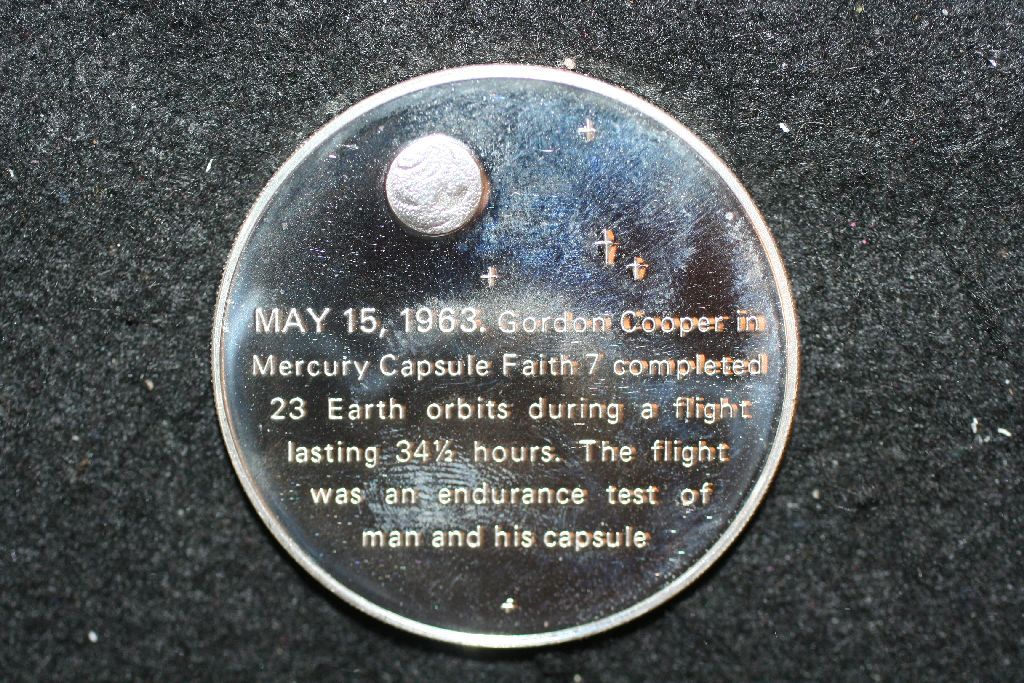 MAY 15, 1963. Gordon Cooper in
Mercury Capsule Faith 7 completed
23 Earth orbits during a flight
lasting 34½ hours. The flight
was an endurance test of
man and his capsule